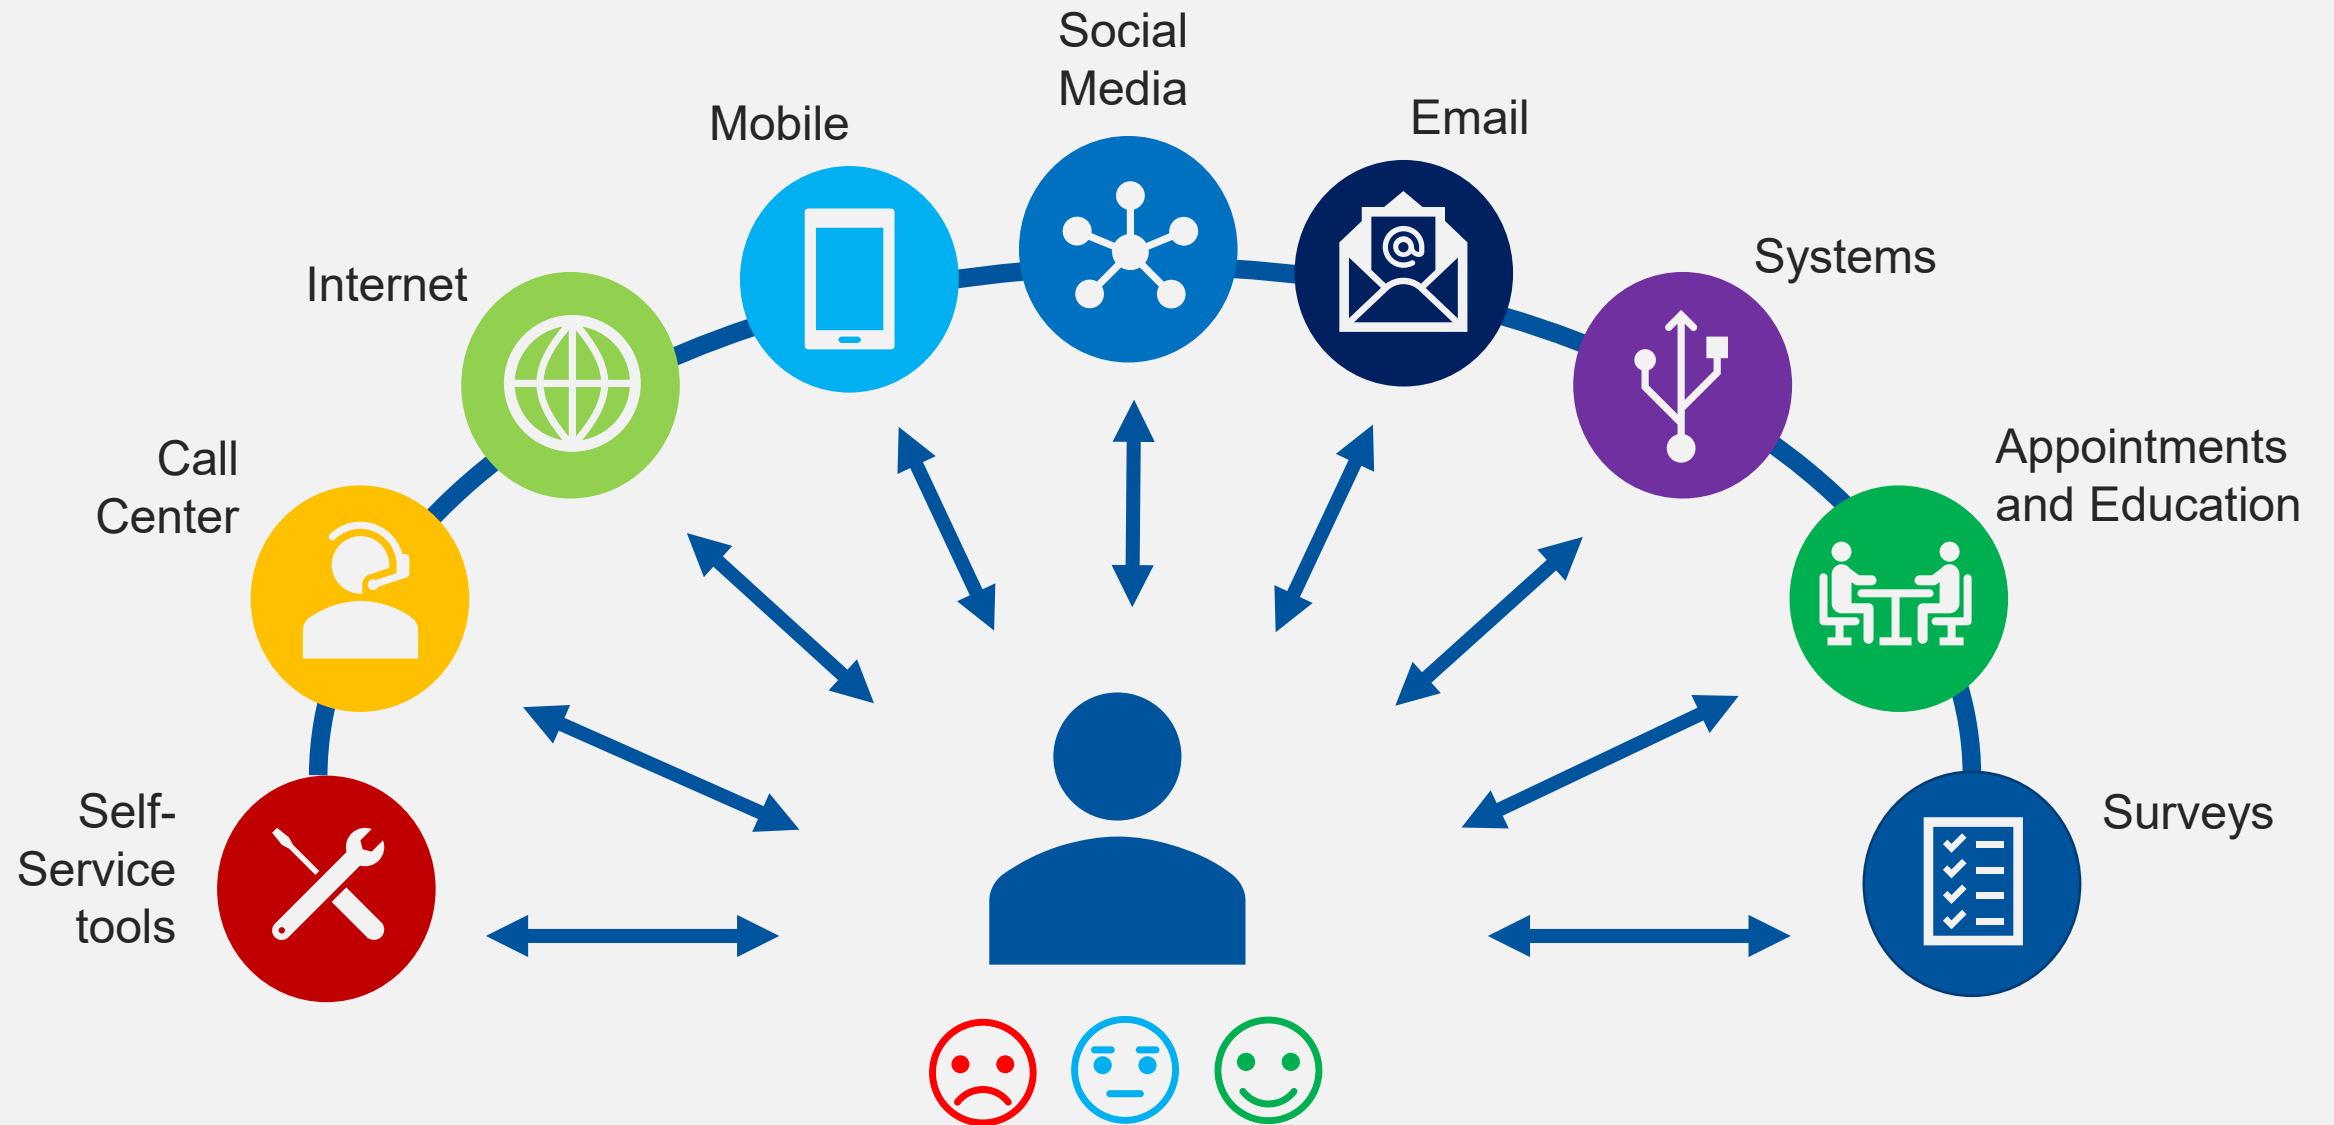 Social
Media
Mobile
Email
Internet
Systems
Call
Center
Appointments
and Education
Self-
Service
tools
Surveys